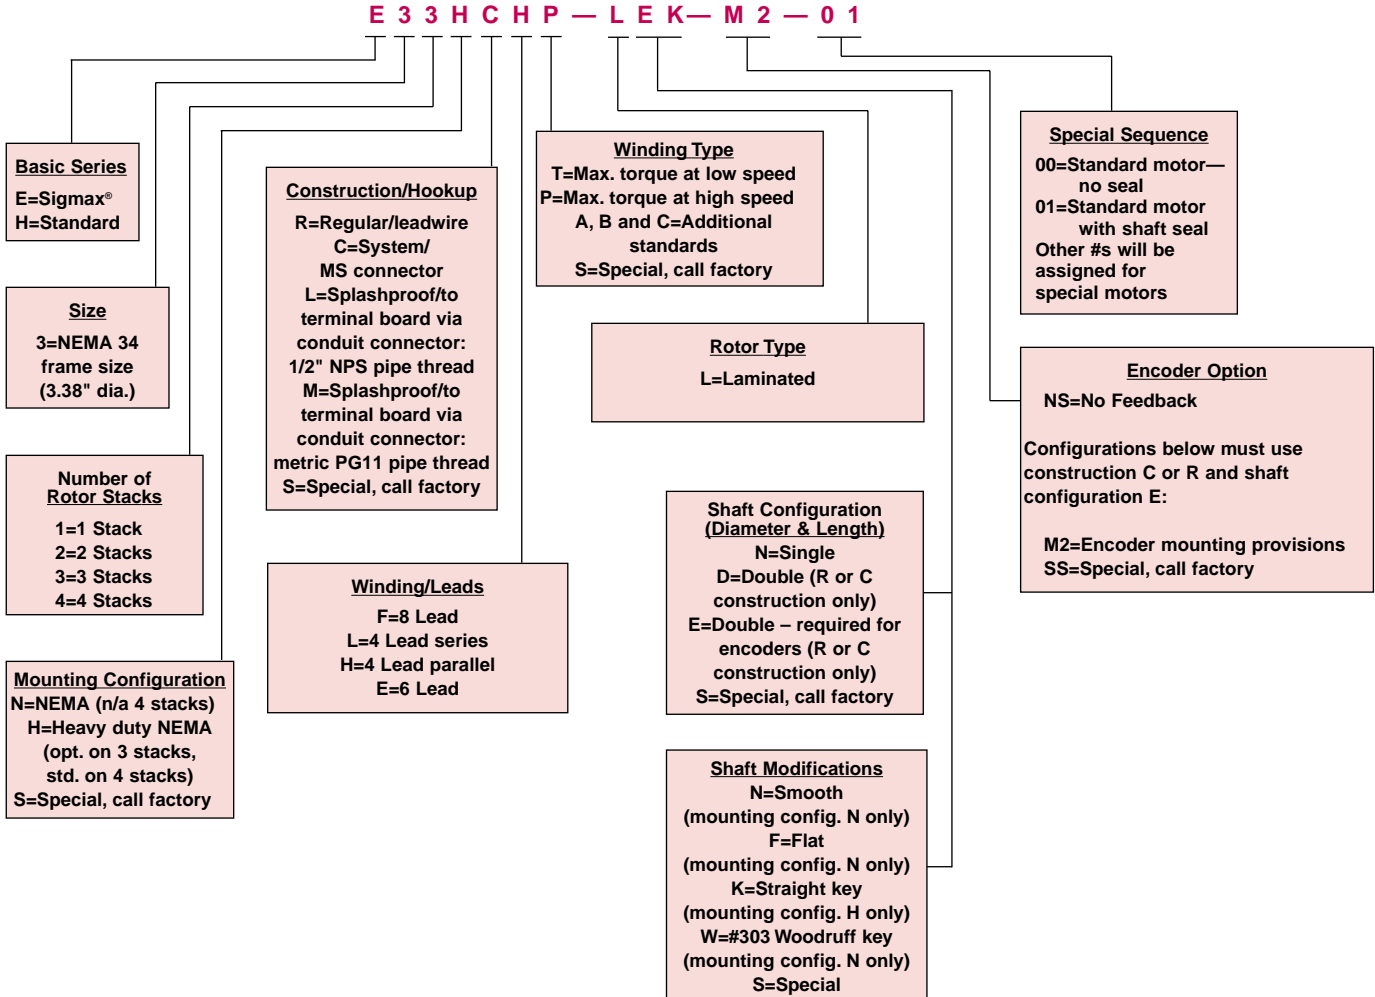 E 3 3 H C H P — L E K — M 2 — 0 1
Basic Series
E=Sigmax®
H=Standard
Size
3=NEMA 34
frame size
(3.38" dia.)
Number of
Rotor Stacks
1=1 Stack
2=2 Stacks
3=3 Stacks
4=4 Stacks
Mounting Configuration
N=NEMA (n/a 4 stacks)
H=Heavy duty NEMA
(opt. on 3 stacks,
std. on 4 stacks)
S=Special, call factory
Construction/Hookup
R=Regular/leadwire
C=System/
MS connector
L=Splashproof/to
terminal board via
conduit connector:
1/2" NPS pipe thread
M=Splashproof/to
terminal board via
conduit connector:
metric PG11 pipe thread
S=Special, call factory
Winding/Leads
F=8 Lead
L=4 Lead series
H=4 Lead parallel
E=6 Lead
Winding Type
T=Max. torque at low speed
P=Max. torque at high speed
A, B and C=Additional
standards
S=Special, call factory
Rotor Type
L=Laminated
Shaft Configuration
(Diameter & Length)
N=Single
D=Double (R or C
construction only)
E=Double – required for
encoders (R or C
construction only)
S=Special, call factory
Shaft Modifications
N=Smooth
(mounting config. N only)
F=Flat
(mounting config. N only)
K=Straight key
(mounting config. H only)
W=#303 Woodruff key
(mounting config. N only)
S=Special
Special Sequence
00=Standard motor—
no seal
01=Standard motor
with shaft seal
Other #s will be
assigned for
special motors
Encoder Option
NS=No Feedback
Configurations below must use
construction C or R and shaft
configuration E:
M2=Encoder mounting provisions
SS=Special, call factory